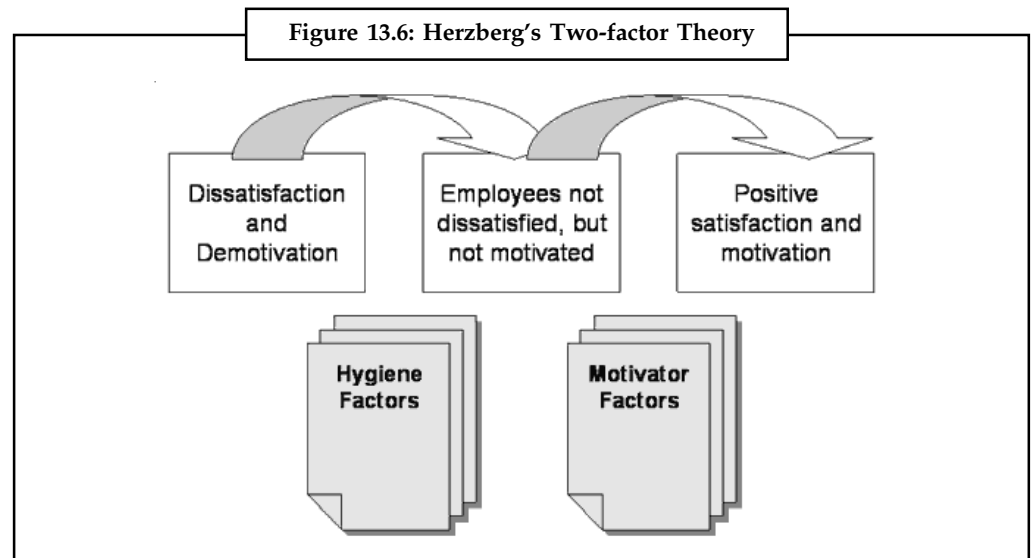 Figure 13.6: Herzberg's Two-factor Theory
Dissatisfaction
and
Demotivation
Employees not
dissatisfied, but
not motivated
Positive
satisfaction and
motivation
Hygiene
Factors
Motivator
Factors